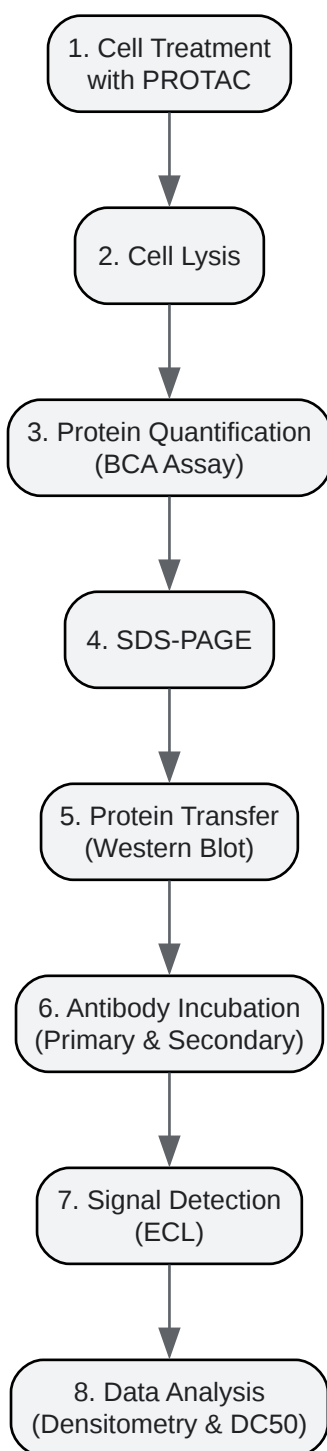 1. Cell Treatment
with PROTAC
2. Cell Lysis
3. Protein Quantification
(BCA Assay)
4. SDS-PAGE
5. Protein Transfer
(Western Blot)
6. Antibody Incubation
(Primary & Secondary)
7. Signal Detection
(ECL)
8. Data Analysis
(Densitometry & DC50)